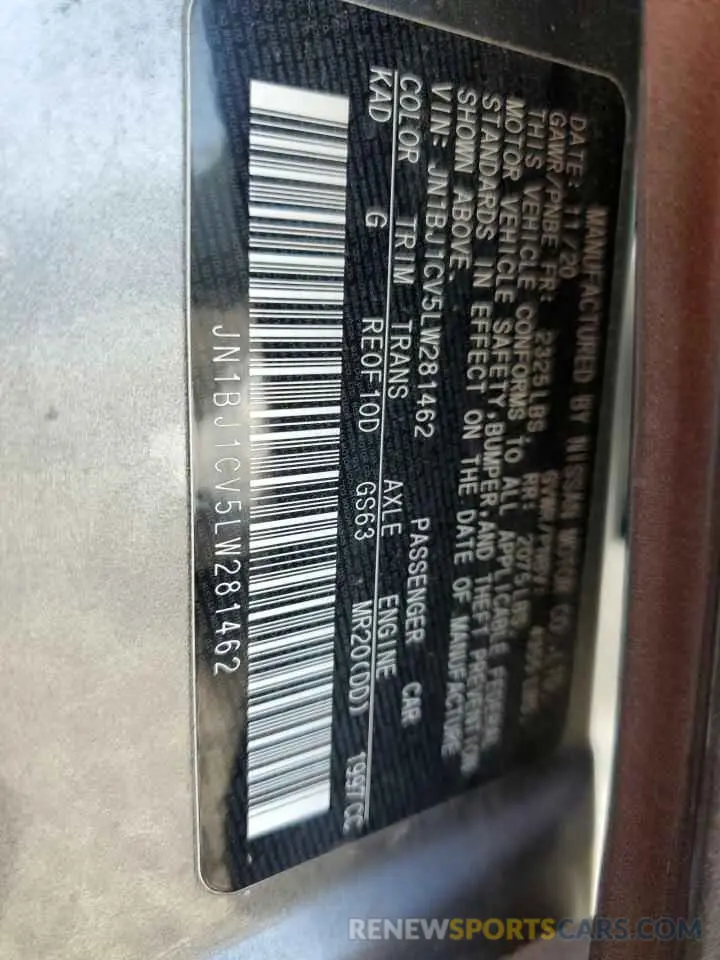 MANUFACTURED BY NISSAN MOTOR CO.,LTD.
DATE: 11/20
GAWR/PNBE FR: 2325LBS. RR: 2075LBS.
THIS VEHICLE CONFORMS TO ALL APPLICABLE FEDERAL
MOTOR VEHICLE SAFETY,BUMPER,AND THEFT PREVENTION
STANDARDS IN EFFECT ON THE DATE OF MANUFACTURE
SHOWN ABOVE.
VIN: JN1BJ1CV5LW281462 PASSENGER CAR
COLOR TRIM TRANS AXLE ENGINE
KAD G RE0F10D GS63 MR20(DD) 1997CC
JN1BJ1CV5LW281462
RENEWSPORTSCARS.COM